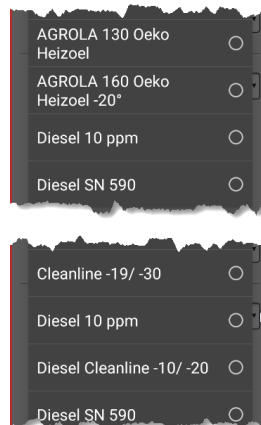 AGROLA 130 Oeko
Heizoel
AGROLA 160 Oeko
Heizoel -20°
Diesel 10 ppm
Diesel SN 590
Cleanline -19/ -30
Diesel 10 ppm
Diesel Cleanline -10/ -20
Diesel SN 590